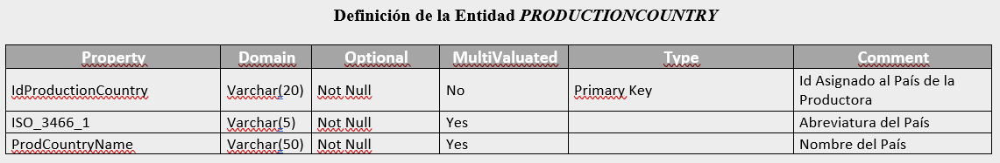 Definición de la Entidad PRODUCTIONCOUNTRY
Property Domain Optional MultiValuated Type Comment
IdProductionCountry Varchar(20) Not Null No Primary Key Id Asignado al País de la
Productora
ISO_3466_1 Varchar(5) Not Null Yes Abreviatura del País
ProdCountryName Varchar(50) Not Null Yes Nombre del País